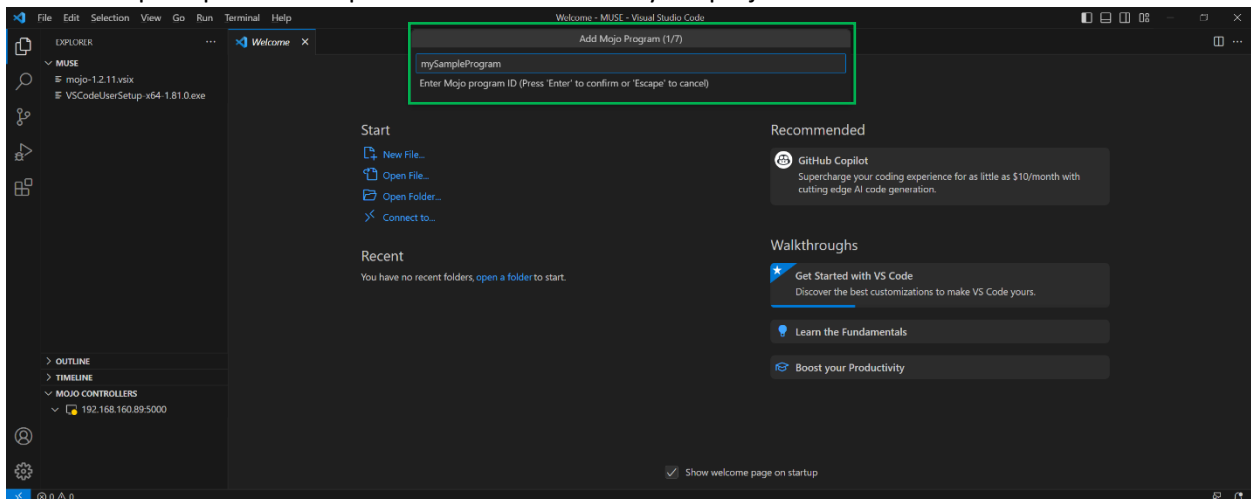 File Edit Selection View Go Run Terminal Help
Welcome - MUSE - Visual Studio Code
EXPLORER
Welcome
Add Mojo Program (1/7)
MUSE
mySampleProgram
mojo-1.2.11.vsix
Enter Mojo program ID (Press 'Enter' to confirm or 'Escape' to cancel)
VSCodeUserSetup-x64-1.81.0.exe
Start
New File...
Open File...
Open Folder...
Connect to...
Recent
You have no recent folders, open a folder to start.
Recommended
GitHub Copilot
Supercharge your coding experience for as little as $10/month with
cutting edge AI code generation.
Walkthroughs
Get Started with VS Code
Discover the best customizations to make VS Code yours.
Learn the Fundamentals
Boost your Productivity
OUTLINE
TIMELINE
MOJO CONTROLLERS
192.168.160.89:5000
Show welcome page on startup
0 0